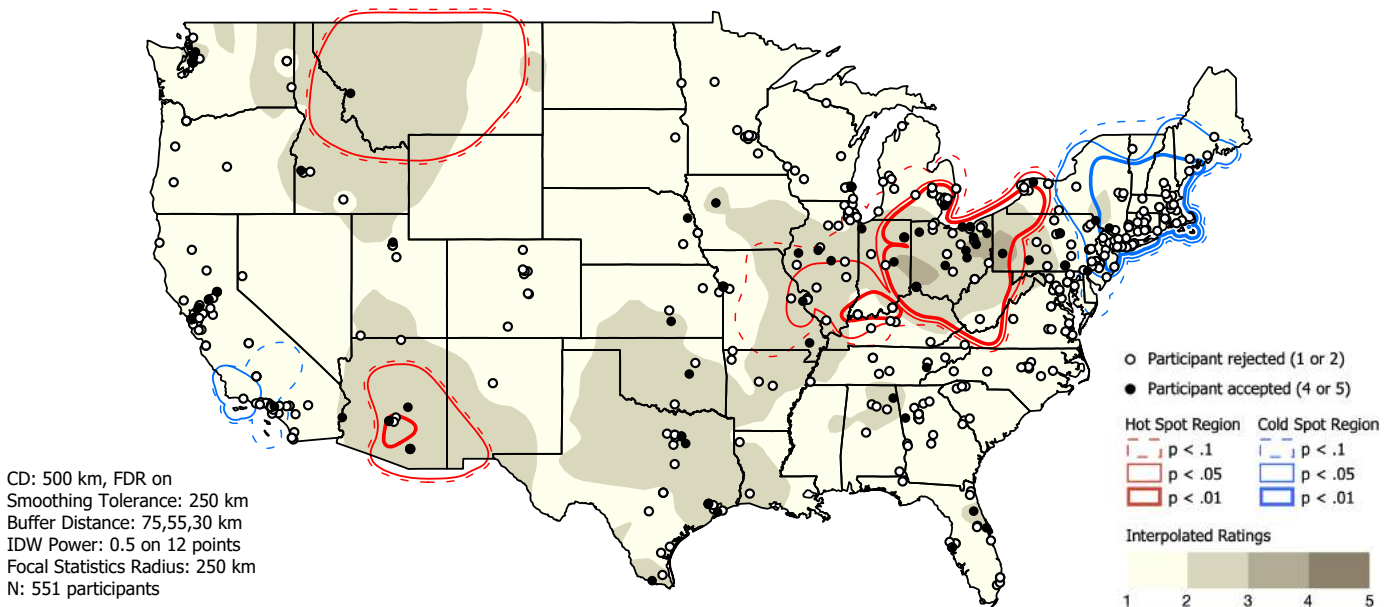 Participant rejected (1 or 2)
Participant accepted (4 or 5)
Hot Spot Region
Cold Spot Region
p < .1
p < .1
p < .05
p < .05
p < .01
p < .01
CD: 500 km, FDR on
Smoothing Tolerance: 250 km
Buffer Distance: 75,55,30 km
IDW Power: 0.5 on 12 points
Focal Statistics Radius: 250 km
N: 551 participants
Interpolated Ratings
1 2 3 4 5